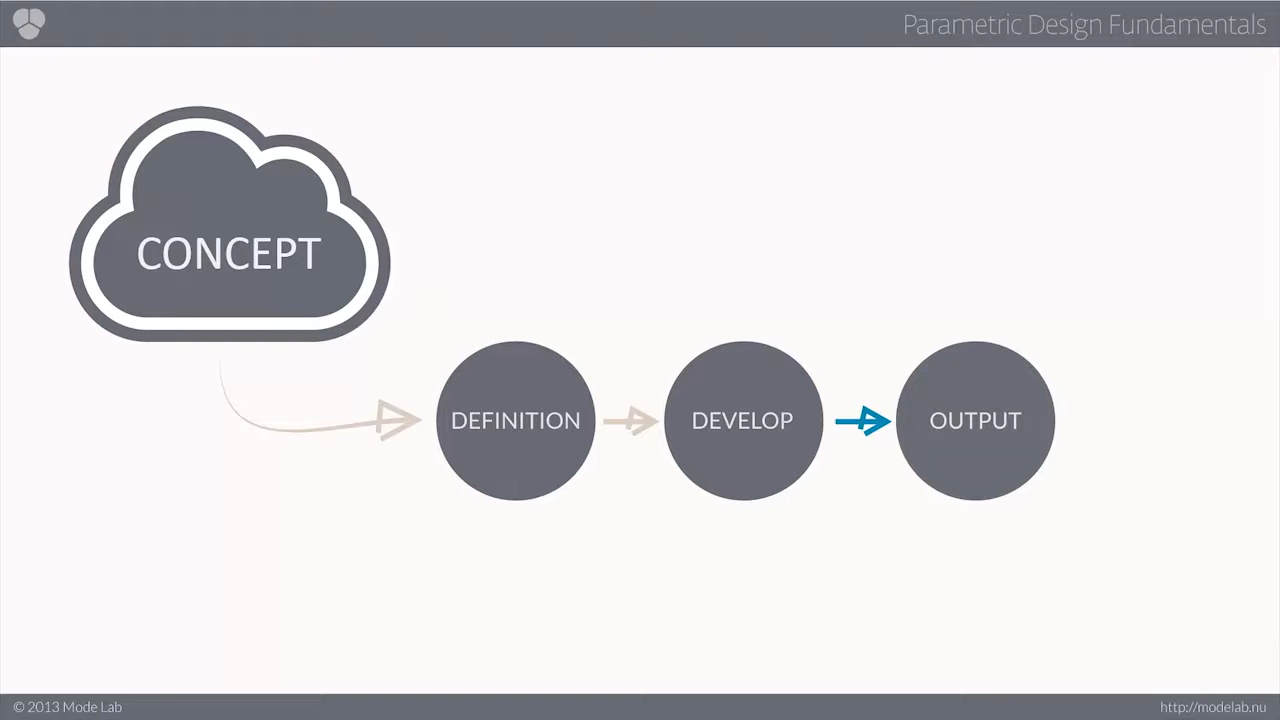 Parametric Design Fundamentals
CONCEPT
DEFINITION
DEVELOP
OUTPUT
© 2013 Mode Lab
http://modelab.nu